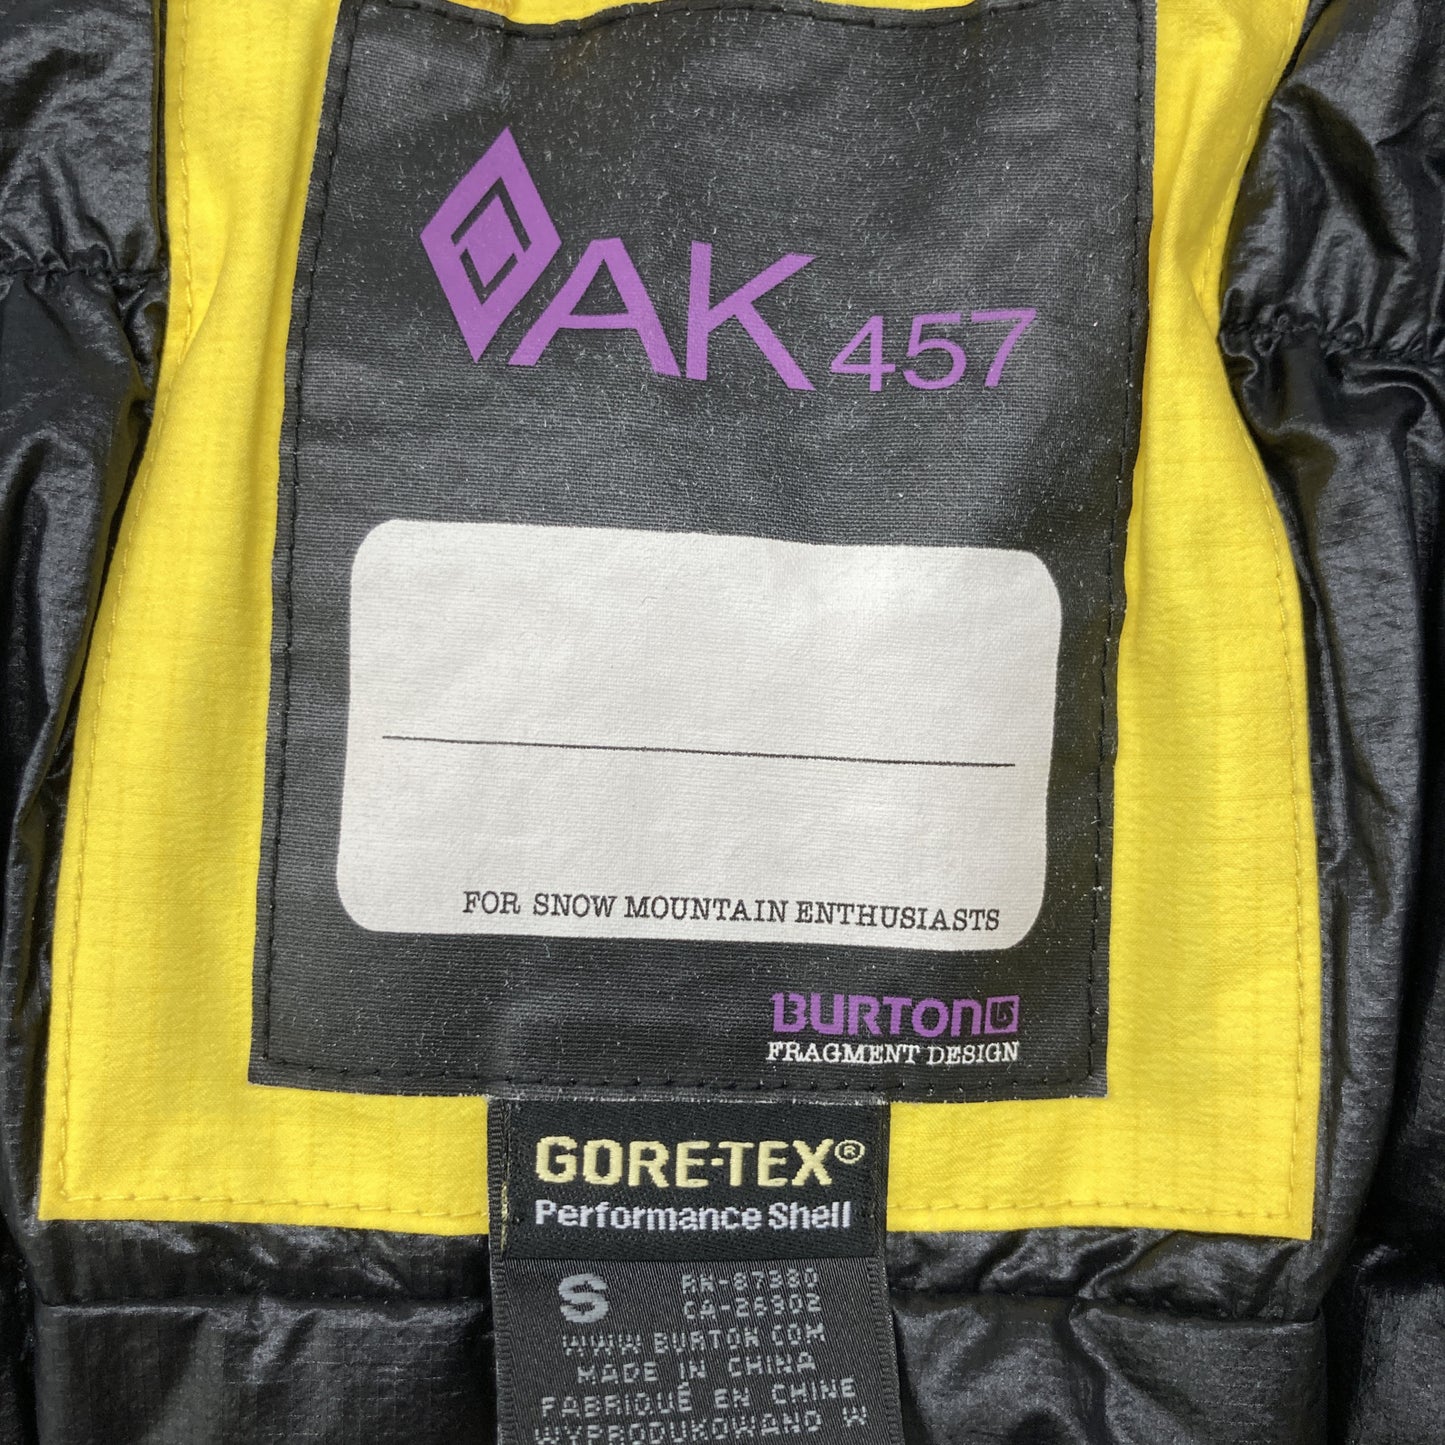 AK 457
FOR SNOW MOUNTAIN ENTHUSIASTS
BURTON
FRAGMENT DESIGN
GORE-TEX®
Performance Shell
S RN-87380
CA-26902
WWW.BURTON.COM
MADE IN CHINA
FABRIQUÉ EN CHINE
WYPRODUKOWANO W